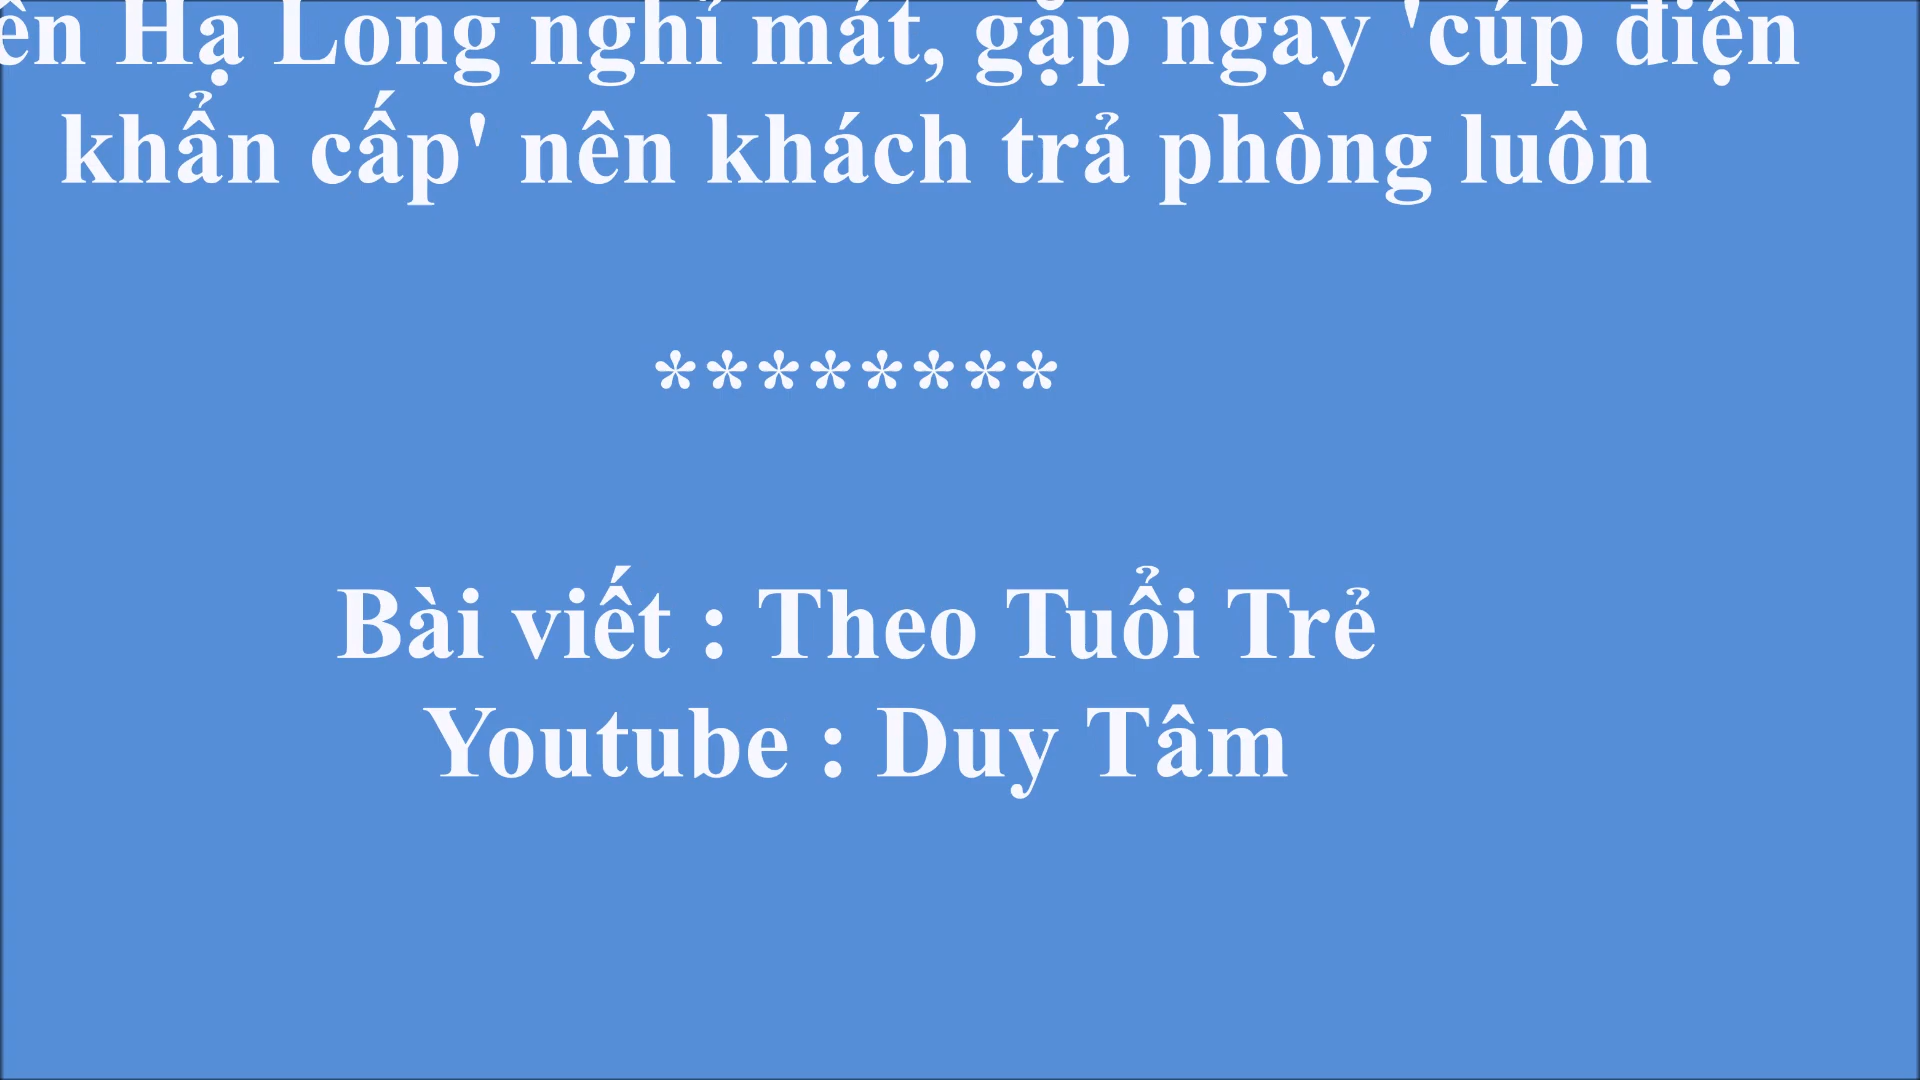 Hạ Long nghỉ mát, gặp ngay 'cúp điện
khẩn cấp' nên khách trả phòng luôn
********
Bài viết : Theo Tuổi Trẻ
Youtube : Duy Tâm